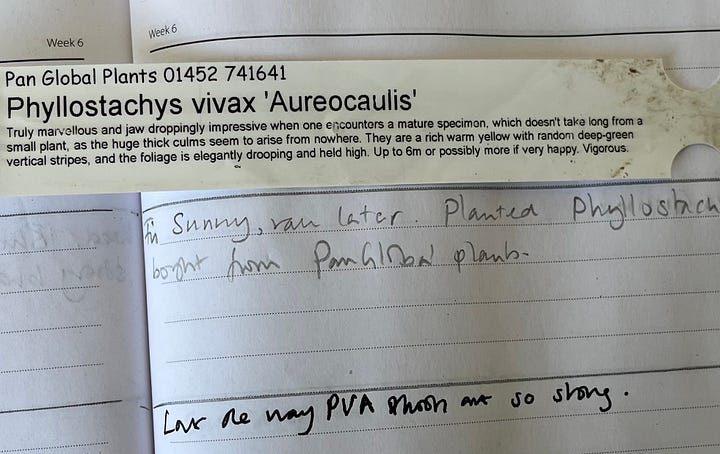 Week 6
Week 6
Pan Global Plants 01452 741641
Phyllostachys vivax 'Aureocaulis'
Truly marvellous and jaw droppingly impressive when one encounters a mature specimen, which doesn't take long from a
small plant, as the huge thick culms seem to arise from nowhere. They are a rich warm yellow with random deep-green
vertical stripes, and the foliage is elegantly drooping and held high. Up to 6m or possibly more if very happy. Vigorous.
Sunny, rain later. Planted Phyllostach
bought from Pan Global plants.
Love the way PVA shoots are so strong.